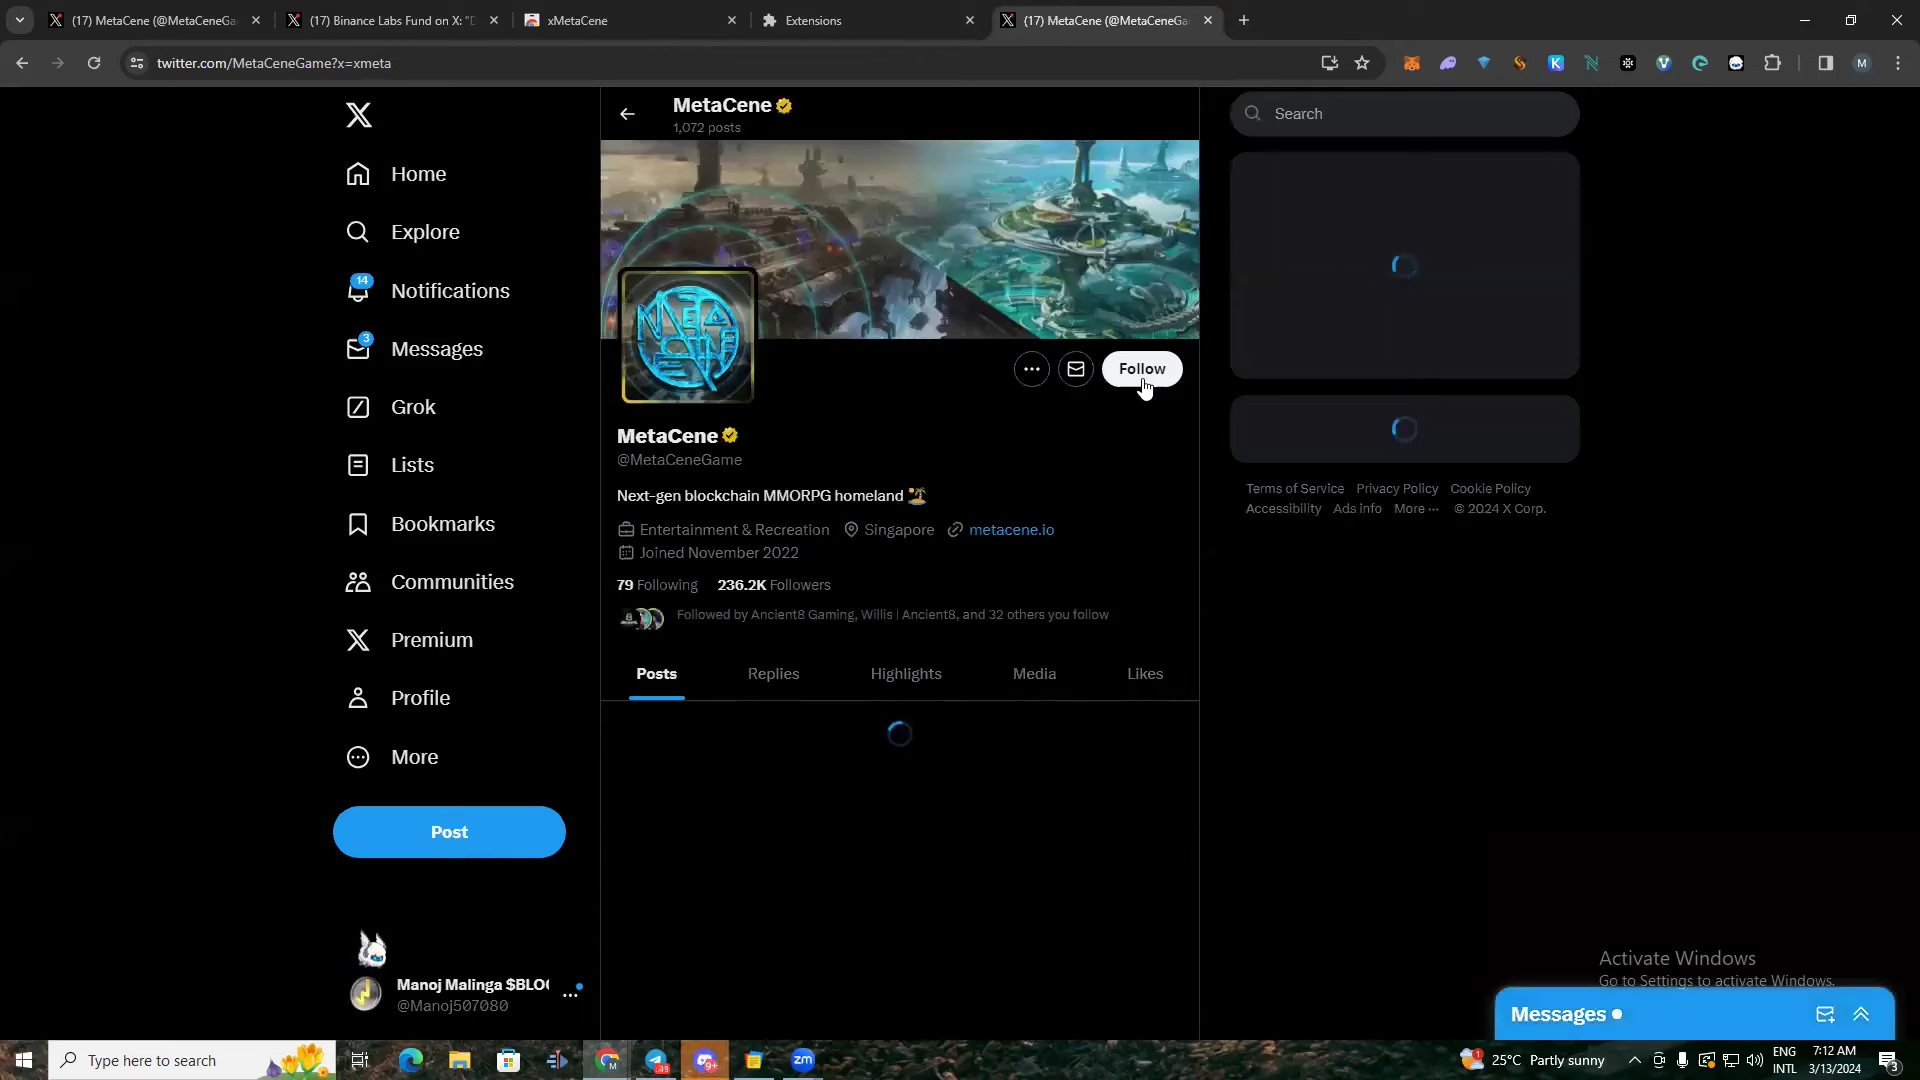 (17) MetaCene (@MetaCeneGa
(17) Binance Labs Fund on X: "D
xMetaCene
Extensions
(17) MetaCene (@MetaCeneGa
twitter.com/MetaCeneGame?x=xmeta
M
MetaCene
1,072 posts
Search
Home
Explore
14
Notifications
3
Messages
Grok
Lists
Bookmarks
Communities
Premium
Profile
More
Post
Manoj Malinga $BLO
@Manoj507080
Follow
MetaCene
@MetaCeneGame
Next-gen blockchain MMORPG homeland
Entertainment & Recreation Singapore metacene.io
Joined November 2022
79 Following 236.2K Followers
Followed by Ancient8 Gaming, Willis | Ancient8, and 32 others you follow
Posts Replies Highlights Media Likes
Terms of Service Privacy Policy Cookie Policy
Accessibility Ads info More ··· © 2024 X Corp.
Activate Windows
Go to Settings to activate Windows.
Messages
Type here to search
M
45
9+
zm
1
25°C Partly sunny
ENG
INTL
7:12 AM
3/13/2024
3